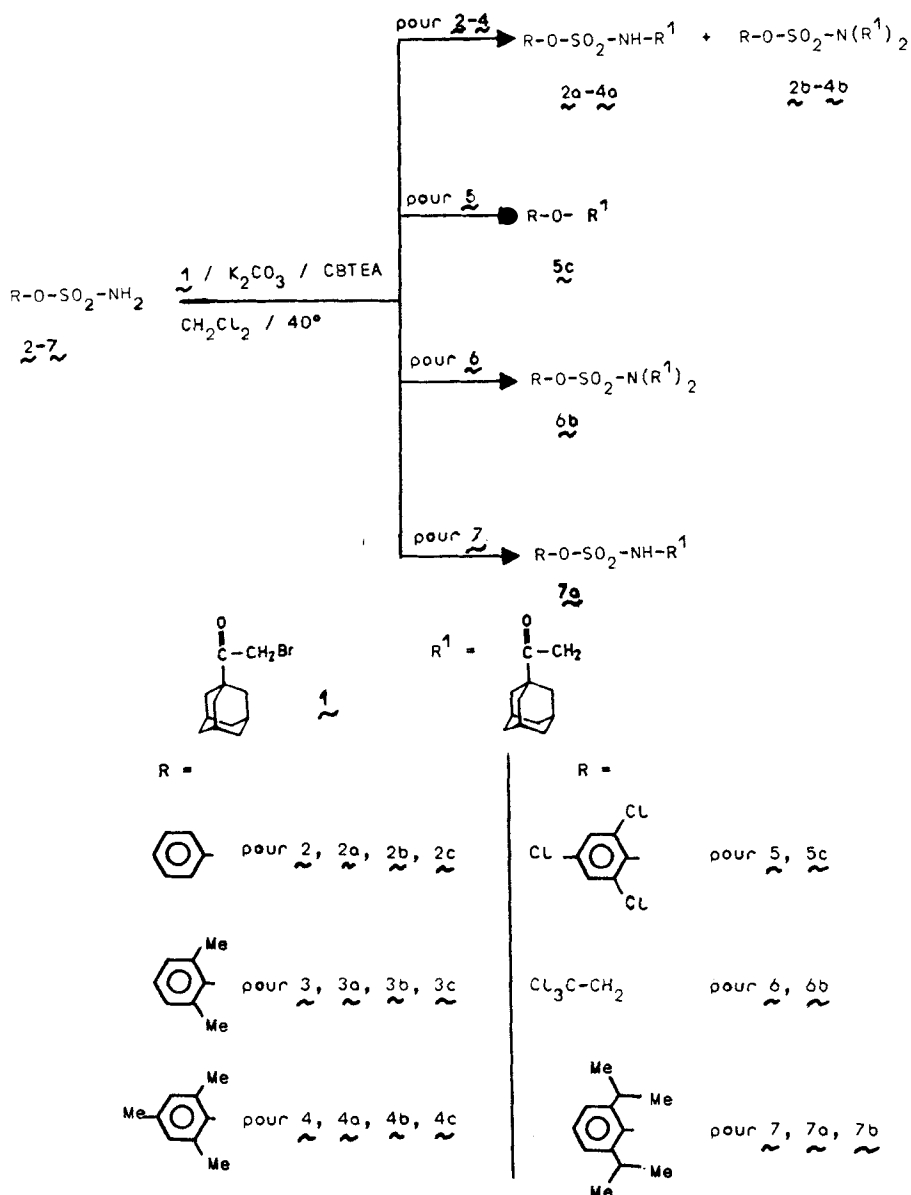 pour 2-4
R-O-SO2-NH-R1 + R-O-SO2-N(R1)2
2a-4a 2b-4b
pour 5
R-O- R1
5c
1 / K2CO3 / CBTEA
R-O-SO2-NH2
CH2Cl2 / 40°
2-7
pour 6
R-O-SO2-N(R1)2
6b
pour 7
R-O-SO2-NH-R1
7a
O
C-CH2Br
1
R1 =
O
C-CH2
R =
R =
pour 2, 2a, 2b, 2c
Cl
Cl
Cl
pour 5, 5c
Me
Me
pour 3, 3a, 3b, 3c
Cl3C-CH2
pour 6, 6b
Me
Me
Me
pour 4, 4a, 4b, 4c
Me
Me
Me
Me
pour 7, 7a, 7b